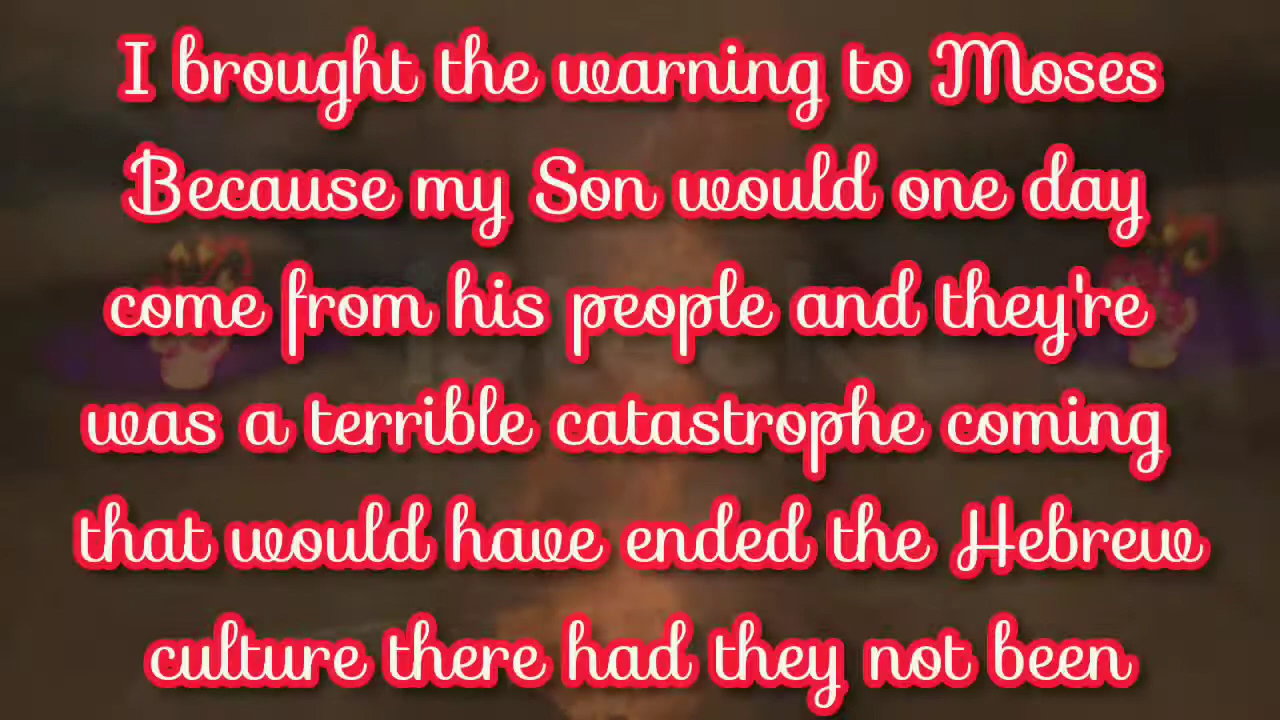 I brought the warning to Moses
Because my Son would one day
come from his people and they're
was a terrible catastrophe coming
that would have ended the Hebrew
culture there had they not been